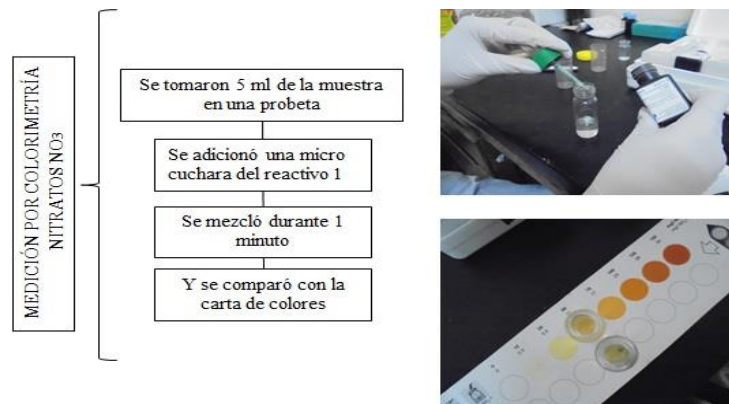 MEDICIÓN POR COLORIMETRÍA
NITRATOS NO3
Se tomaron 5 ml de la muestra
en una probeta
Se adicionó una micro
cuchara del reactivo 1
Se mezcló durante 1
minuto
Y se comparó con la
carta de colores